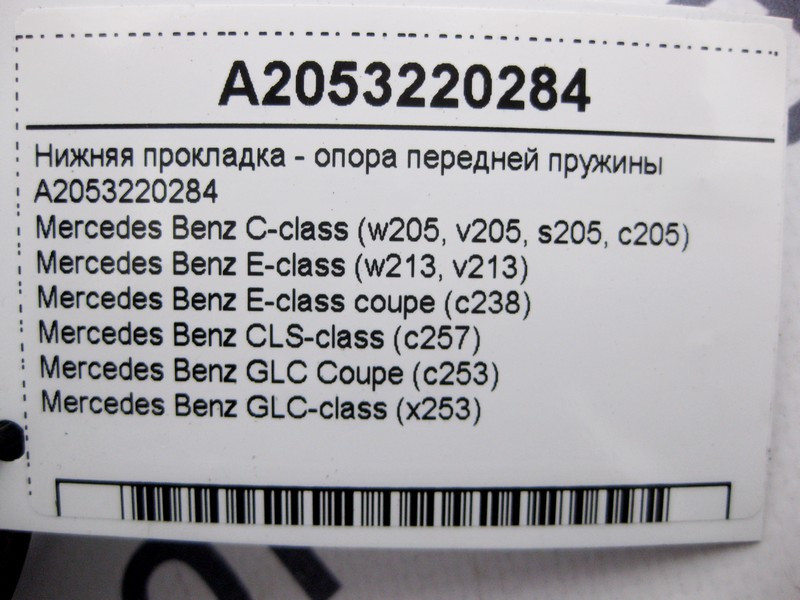 A2053220284
Нижняя прокладка - опора передней пружины
A2053220284
Mercedes Benz C-class (w205, v205, s205, c205)
Mercedes Benz E-class (w213, v213)
Mercedes Benz E-class coupe (c238)
Mercedes Benz CLS-class (c257)
Mercedes Benz GLC Coupe (c253)
Mercedes Benz GLC-class (x253)